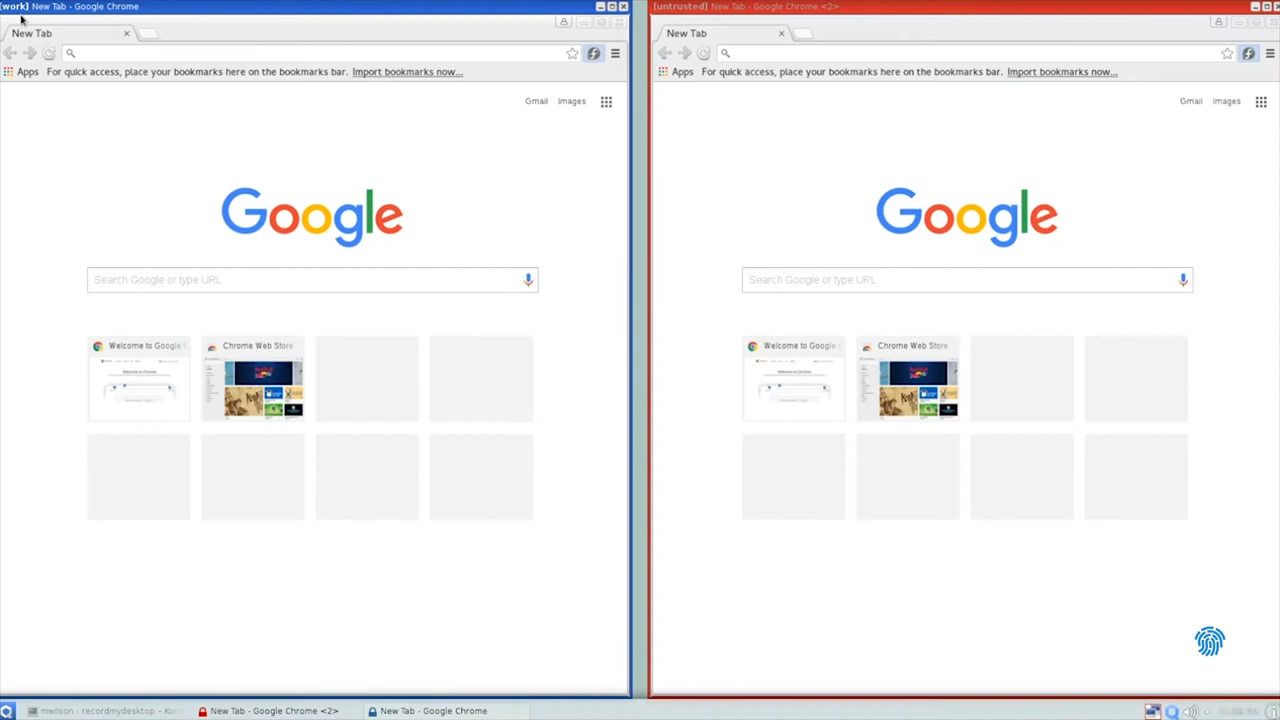 [work] New Tab - Google Chrome
New Tab
Apps For quick access, place your bookmarks here on the bookmarks bar. Import bookmarks now...
Gmail Images
Google
Search Google or type URL
Welcome to Google C
Chrome Web Store
[untrusted] New Tab - Google Chrome <2>
New Tab
Apps For quick access, place your bookmarks here on the bookmarks bar. Import bookmarks now...
Gmail Images
Google
Search Google or type URL
Welcome to Google C
Chrome Web Store
mwilson : recordmydesktop – Kon
New Tab - Google Chrome <2>
New Tab - Google Chrome